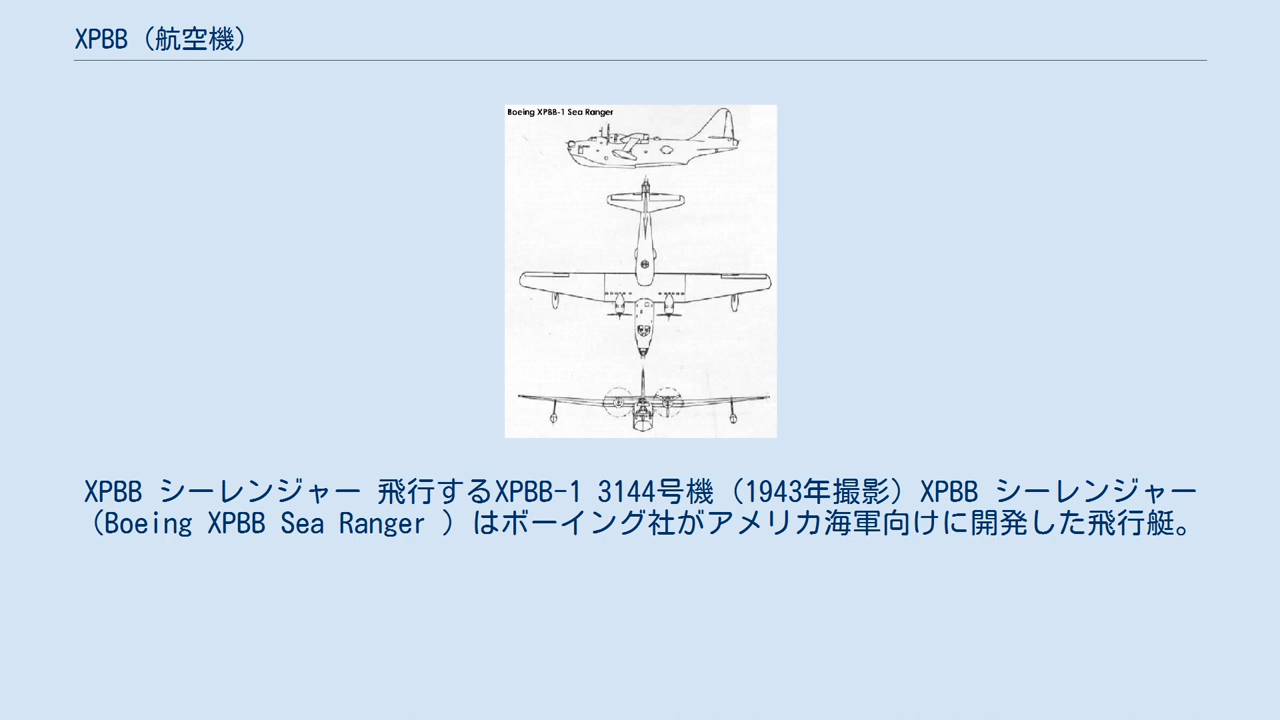 XPBB（航空機）
Boeing XPBB-1 Sea Ranger
XPBB シーレンジャー 飛行するXPBB-1 3144号機（1943年撮影）XPBB シーレンジャー
（Boeing XPBB Sea Ranger ）はボーイング社がアメリカ海軍向けに開発した飛行艇。